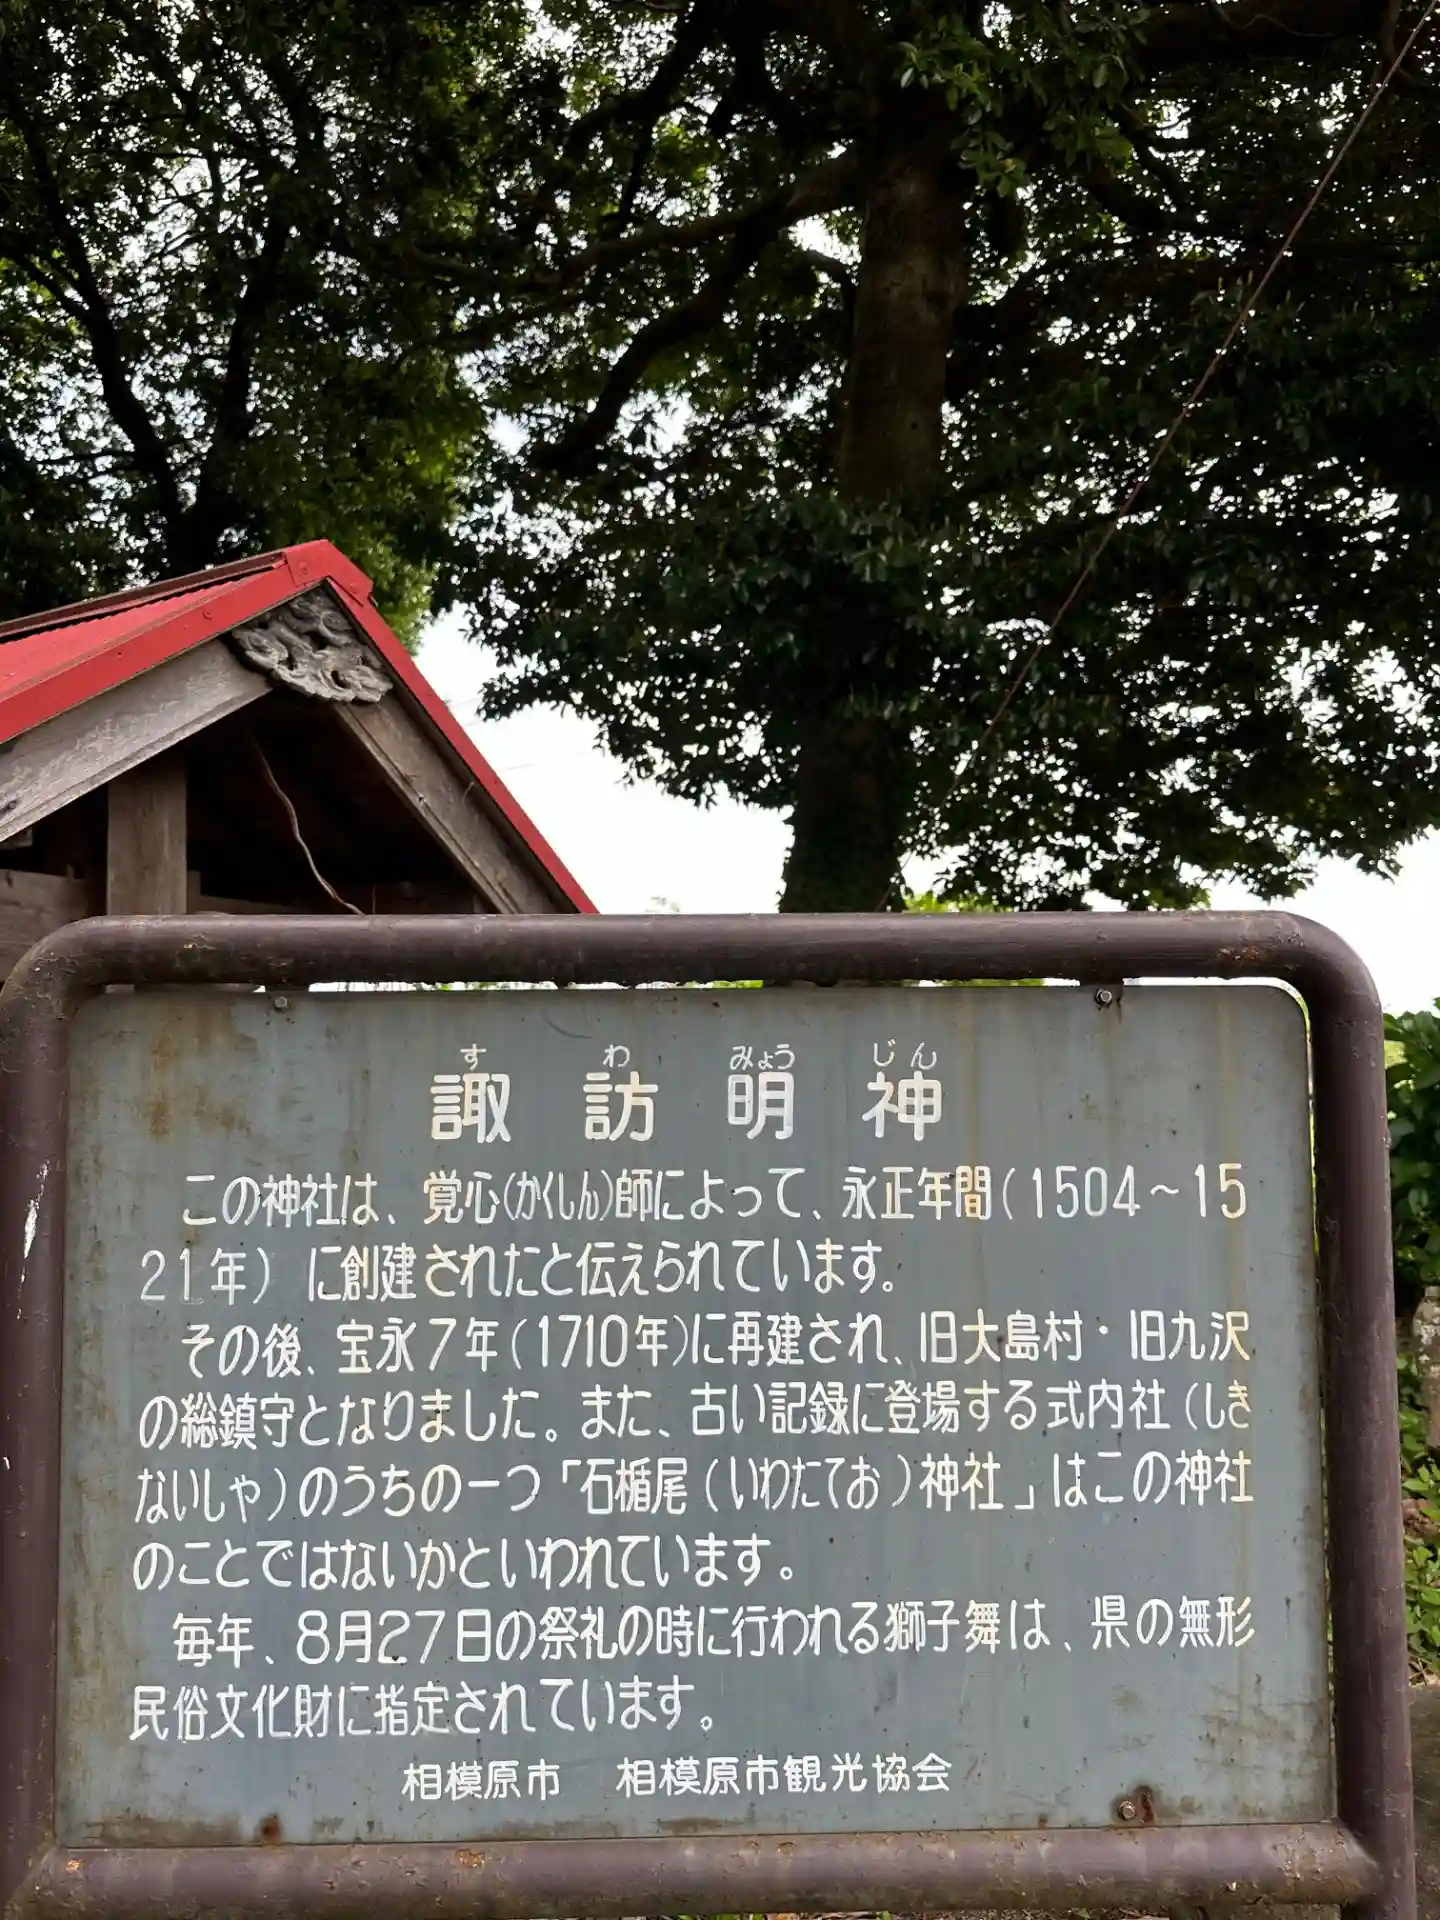 すわみょうじん
諏訪明神
この神社は、覚心(かくしん)師によって、永正年間(1504～15
21年)に創建されたと伝えられています。
その後、宝永7年(1710年)に再建され、旧大島村・旧九沢
の総鎮守となりました。また、古い記録に登場する式内社(しき
ないしゃ)のうちの一つ「石楯尾(いわたてお)神社」はこの神社
のことではないかといわれています。
毎年、8月27日の祭礼の時に行われる獅子舞は、県の無形
民俗文化財に指定されています。
相模原市 相模原市観光協会